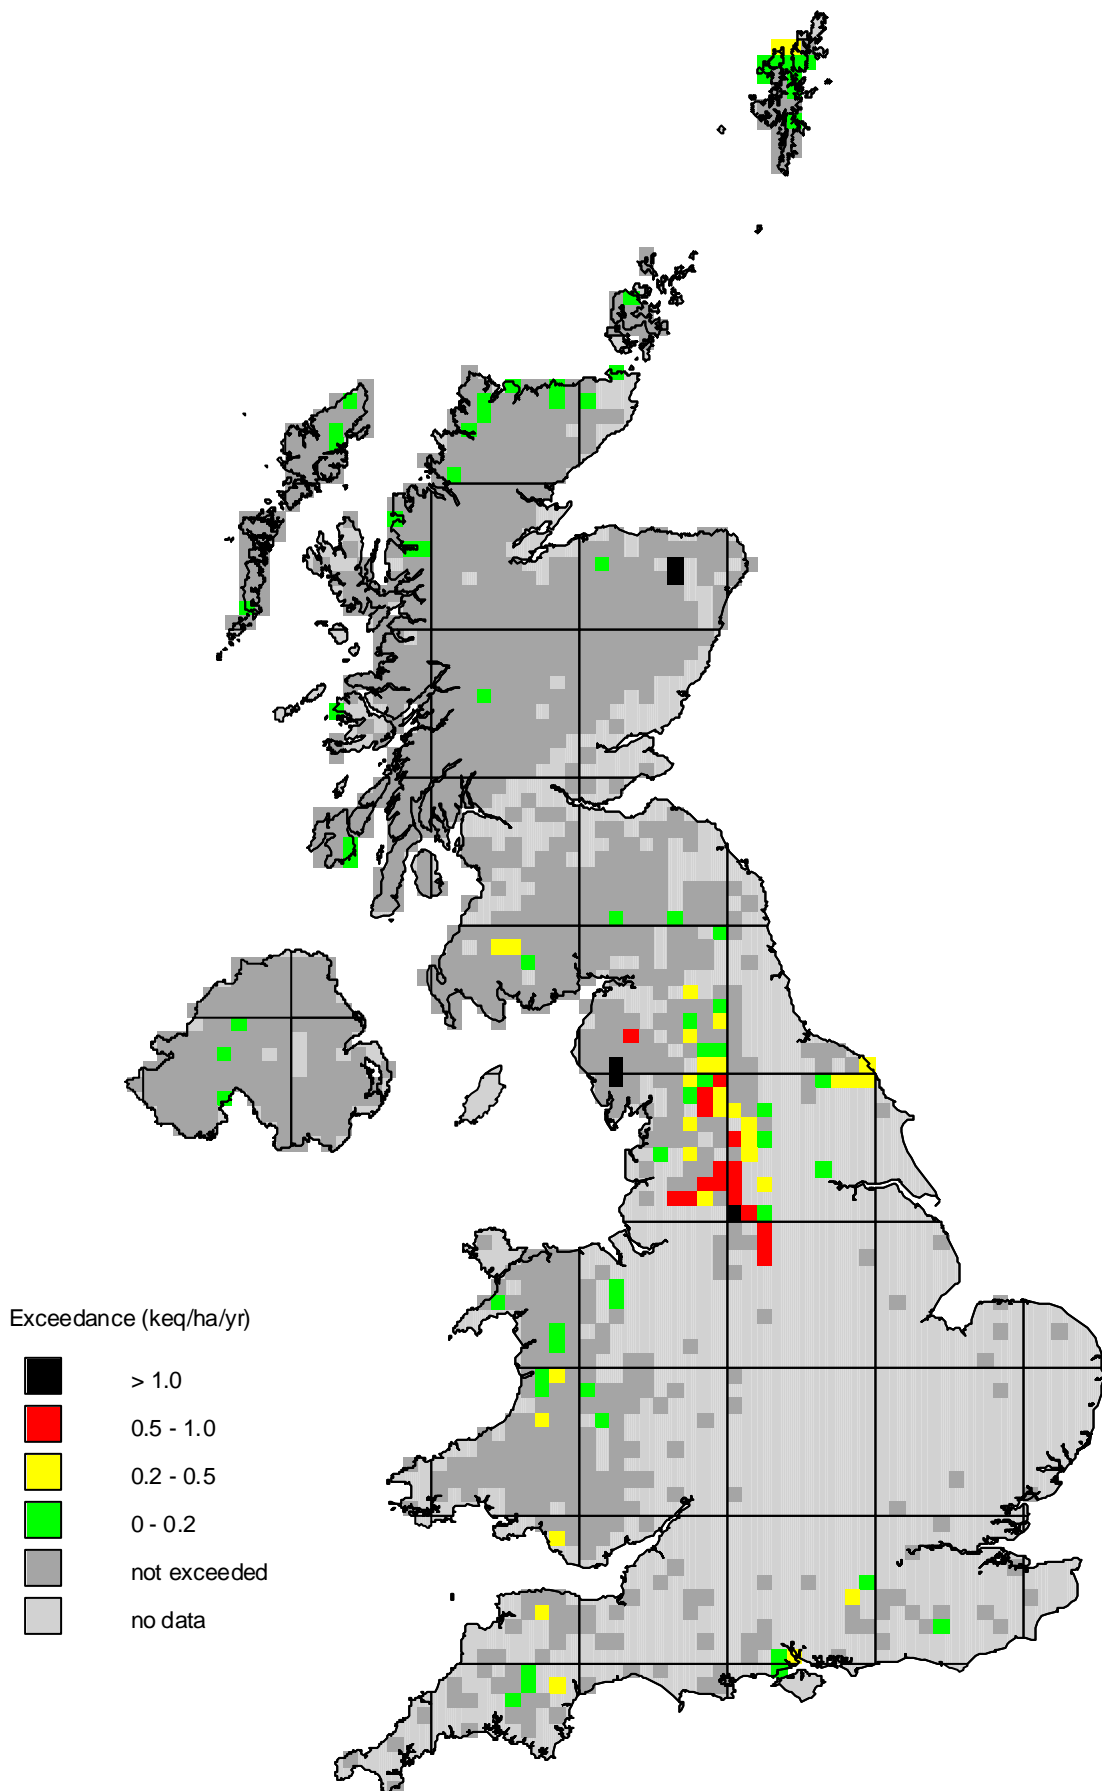 Exceedance (keq/ha/yr)
> 1.0
0.5 - 1.0
0.2 - 0.5
0 - 0.2
not exceeded
no data